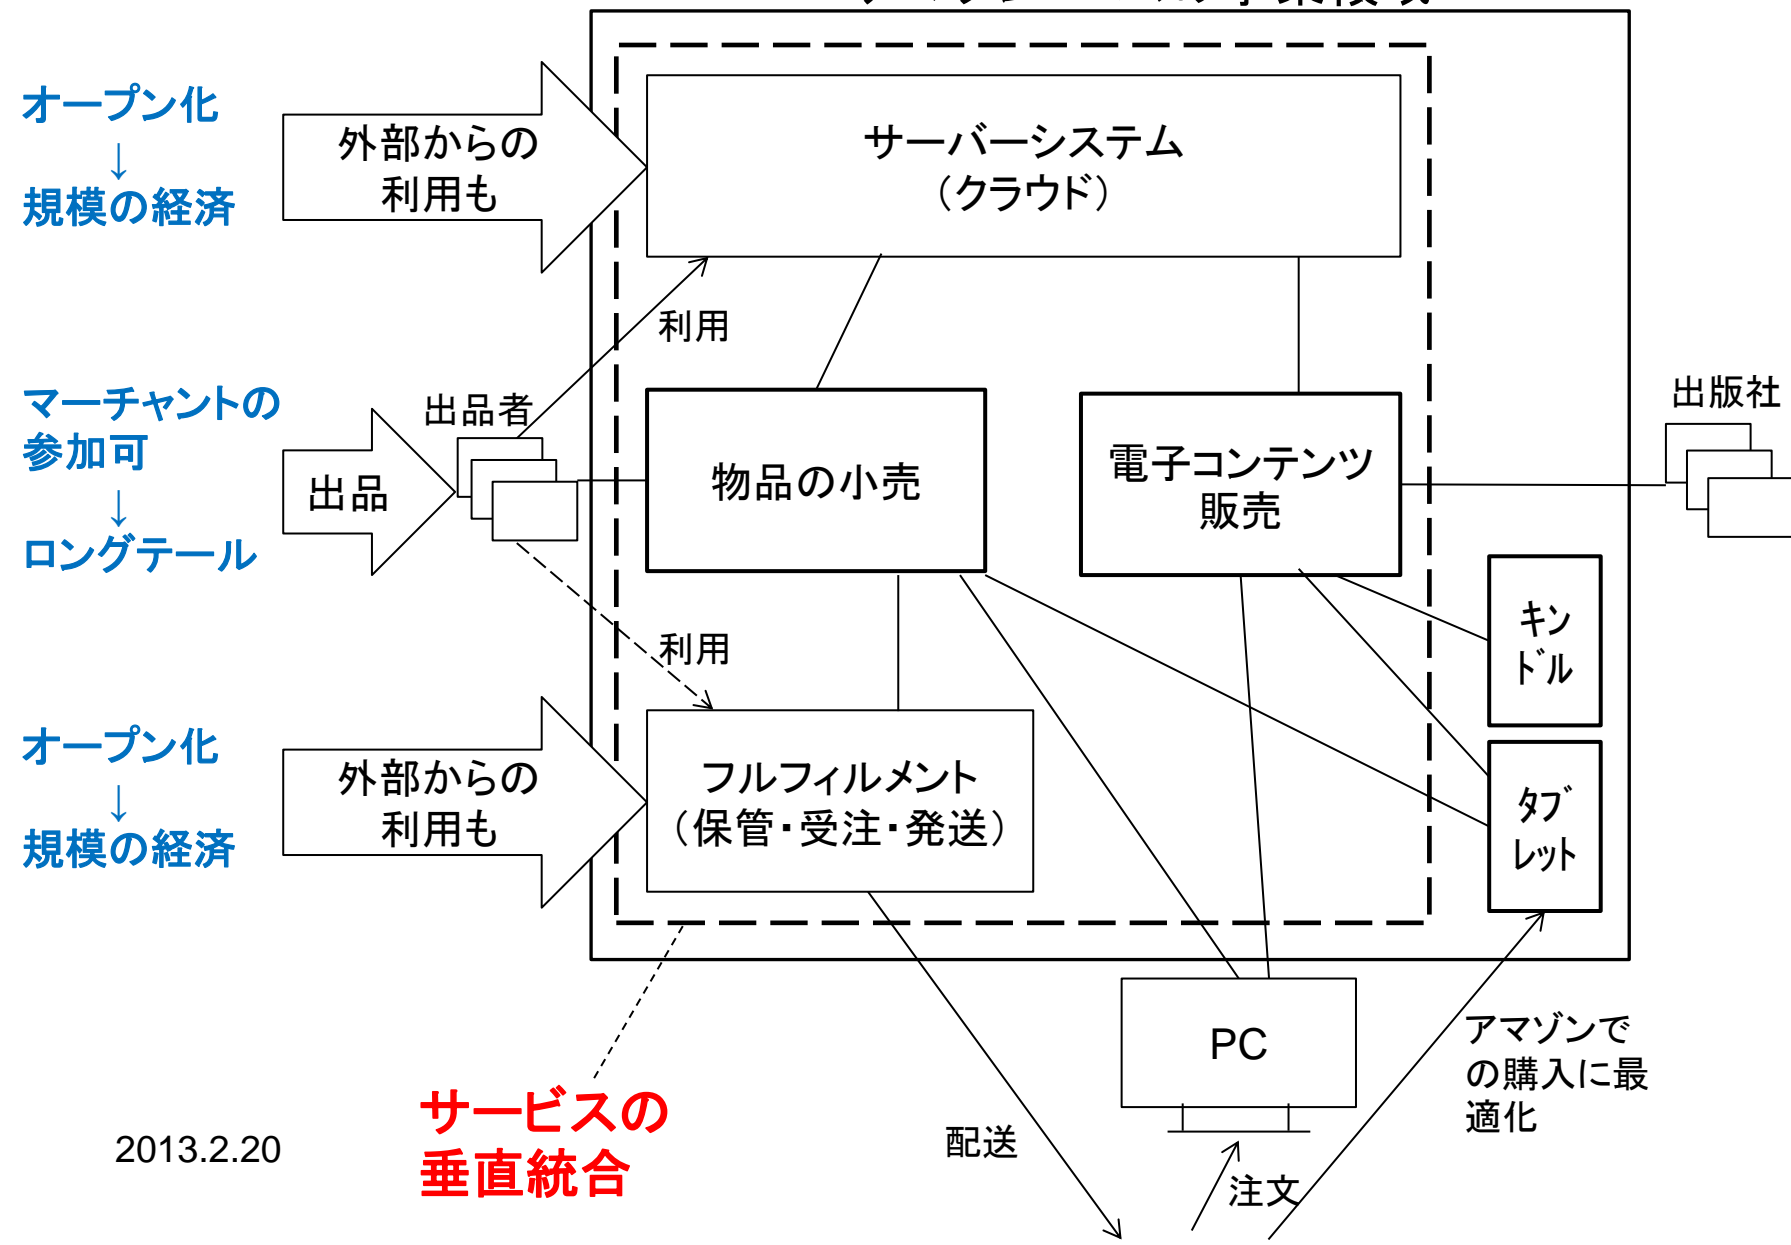 オープン化
↓
規模の経済
外部からの
利用も
サーバーシステム
（クラウド）
利用
マーチャントの
参加可
↓
ロングテール
出品
出品者
物品の小売
電子コンテンツ
販売
出版社
キン
ドル
利用
オープン化
↓
規模の経済
外部からの
利用も
フルフィルメント
（保管・受注・発送）
タブ
レット
PC
アマゾンで
の購入に最
適化
サービスの
垂直統合
2013.2.20
配送
注文